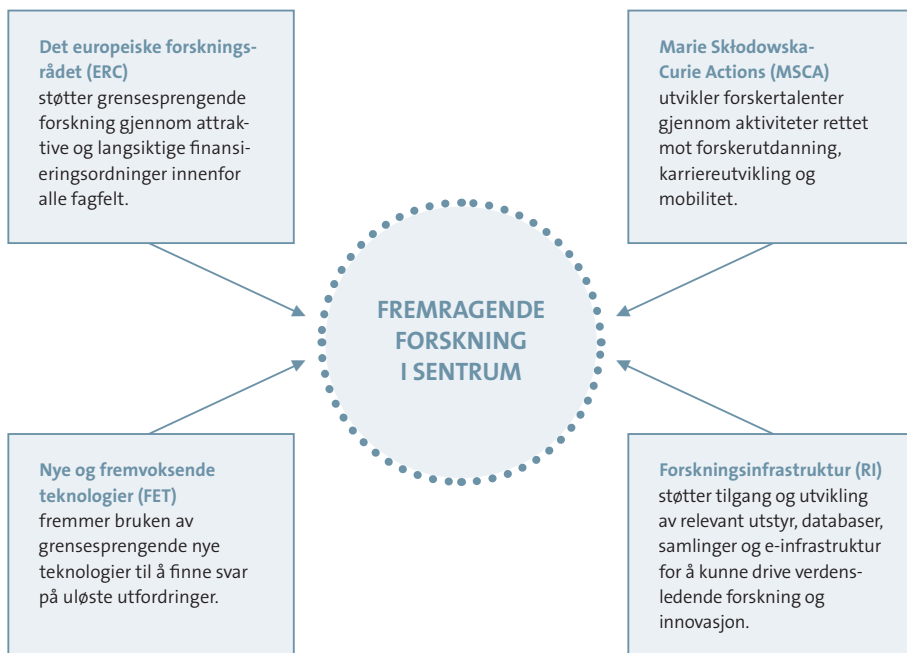 Det europeiske forsknings-
rådet (ERC)
støtter grensesprengende
forskning gjennom attrak-
tive og langsiktige finansi-
eringsordninger innenfor
alle fagfelt.
Marie Skłodowska-
Curie Actions (MSCA)
utvikler forskertalenter
gjennom aktiviteter rettet
mot forskerutdanning,
karriereutvikling og
mobilitet.
FREMRAGENDE
FORSKNING
I SENTRUM
Nye og fremvoksende
teknologier (FET)
fremmer bruken av
grensesprengende nye
teknologier til å finne svar
på uløste utfordringer.
Forskningsinfrastruktur (RI)
støtter tilgang og utvikling
av relevant utstyr, databaser,
samlinger og e-infrastruktur
for å kunne drive verdens-
ledende forskning og
innovasjon.